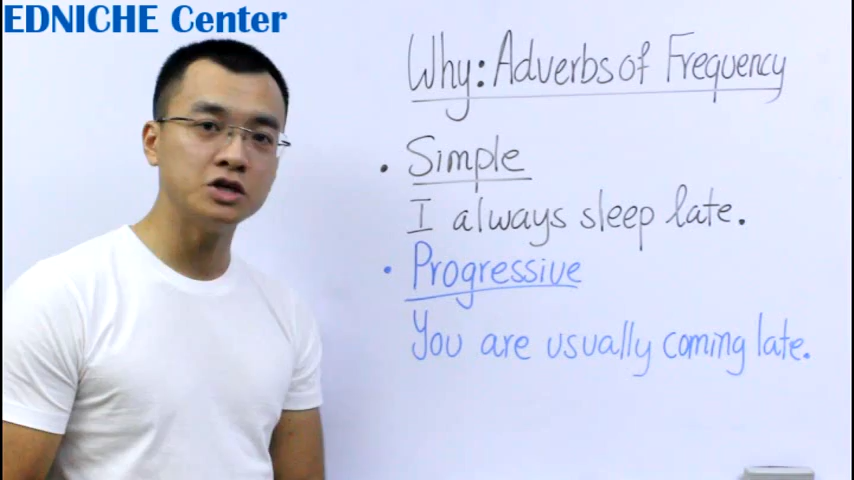 EDNICHE Center
Why: Adverbs of Frequency
• Simple
I always sleep late.
• Progressive
You are usually coming late.